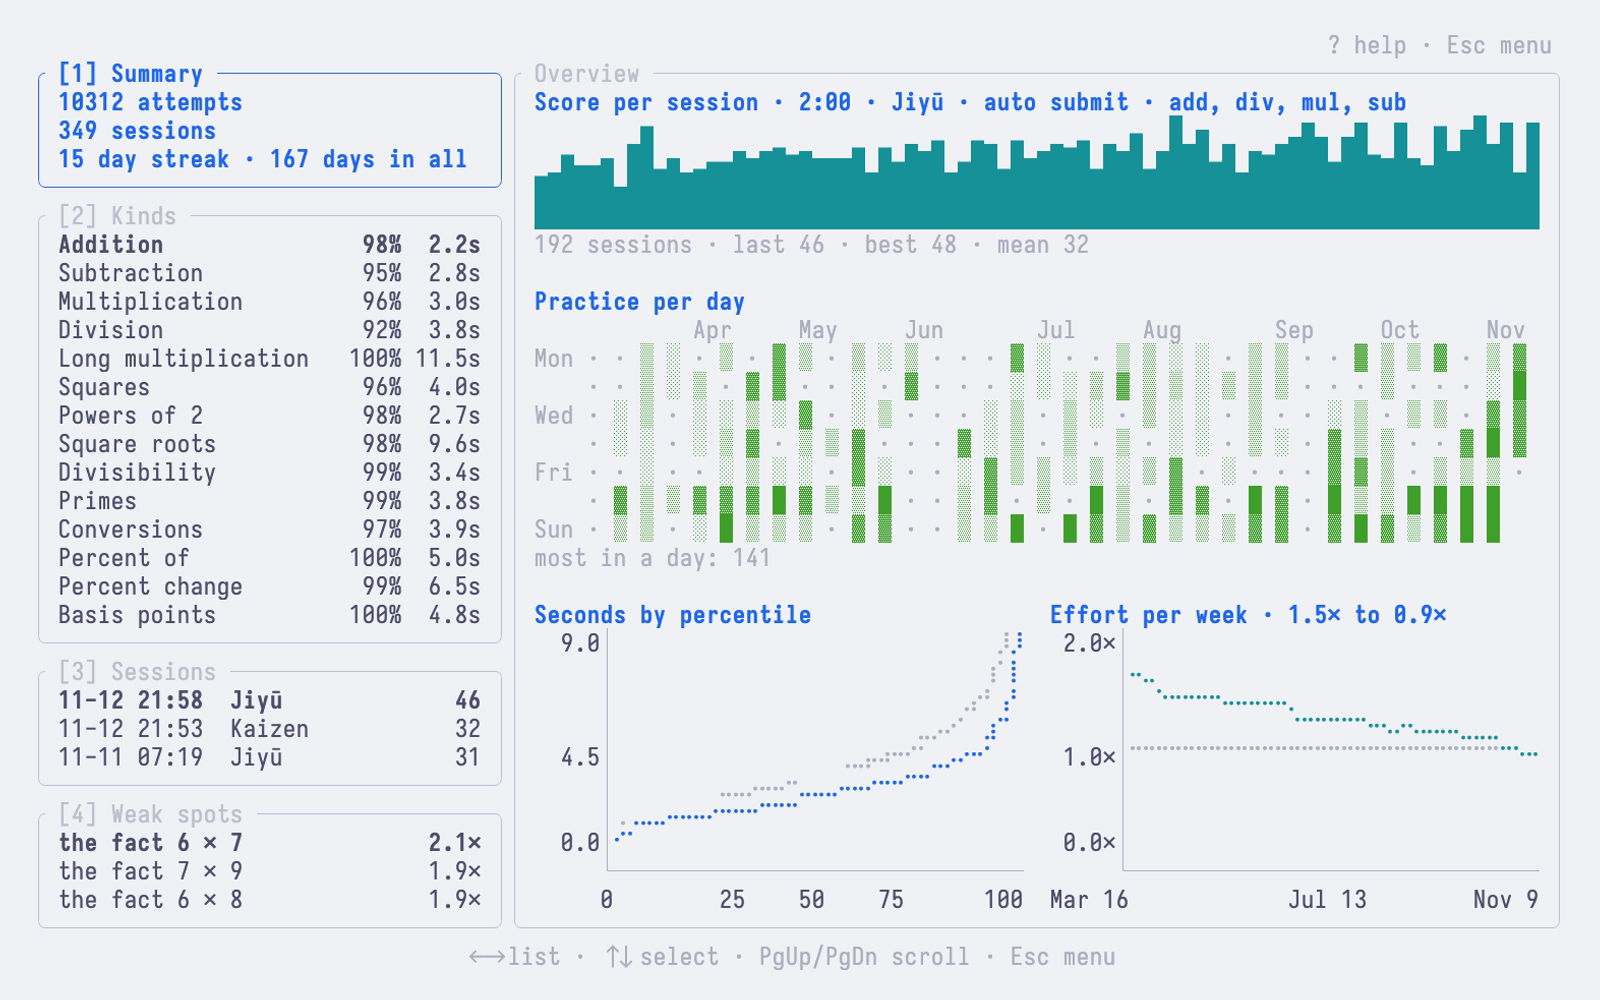 ? help · Esc menu
[1] Summary
10312 attempts
349 sessions
15 day streak · 167 days in all
[2] Kinds
Addition 98% 2.2s
Subtraction 95% 2.8s
Multiplication 96% 3.0s
Division 92% 3.8s
Long multiplication 100% 11.5s
Squares 96% 4.0s
Powers of 2 98% 2.7s
Square roots 98% 9.6s
Divisibility 99% 3.4s
Primes 99% 3.8s
Conversions 97% 3.9s
Percent of 100% 5.0s
Percent change 99% 6.5s
Basis points 100% 4.8s
[3] Sessions
11-12 21:58 Jiyū 46
11-12 21:53 Kaizen 32
11-11 07:19 Jiyū 31
[4] Weak spots
the fact 6 × 7 2.1×
the fact 7 × 9 1.9×
the fact 6 × 8 1.9×
Overview
Score per session · 2:00 · Jiyū · auto submit · add, div, mul, sub
192 sessions · last 46 · best 48 · mean 32
Practice per day
Apr May Jun Jul Aug Sep Oct Nov
Mon
Wed
Fri
Sun
most in a day: 141
Seconds by percentile
9.0
4.5
0.0
0 25 50 75 100
Effort per week · 1.5× to 0.9×
2.0×
1.0×
0.0×
Mar 16 Jul 13 Nov 9
←→list · ↑↓select · PgUp/PgDn scroll · Esc menu